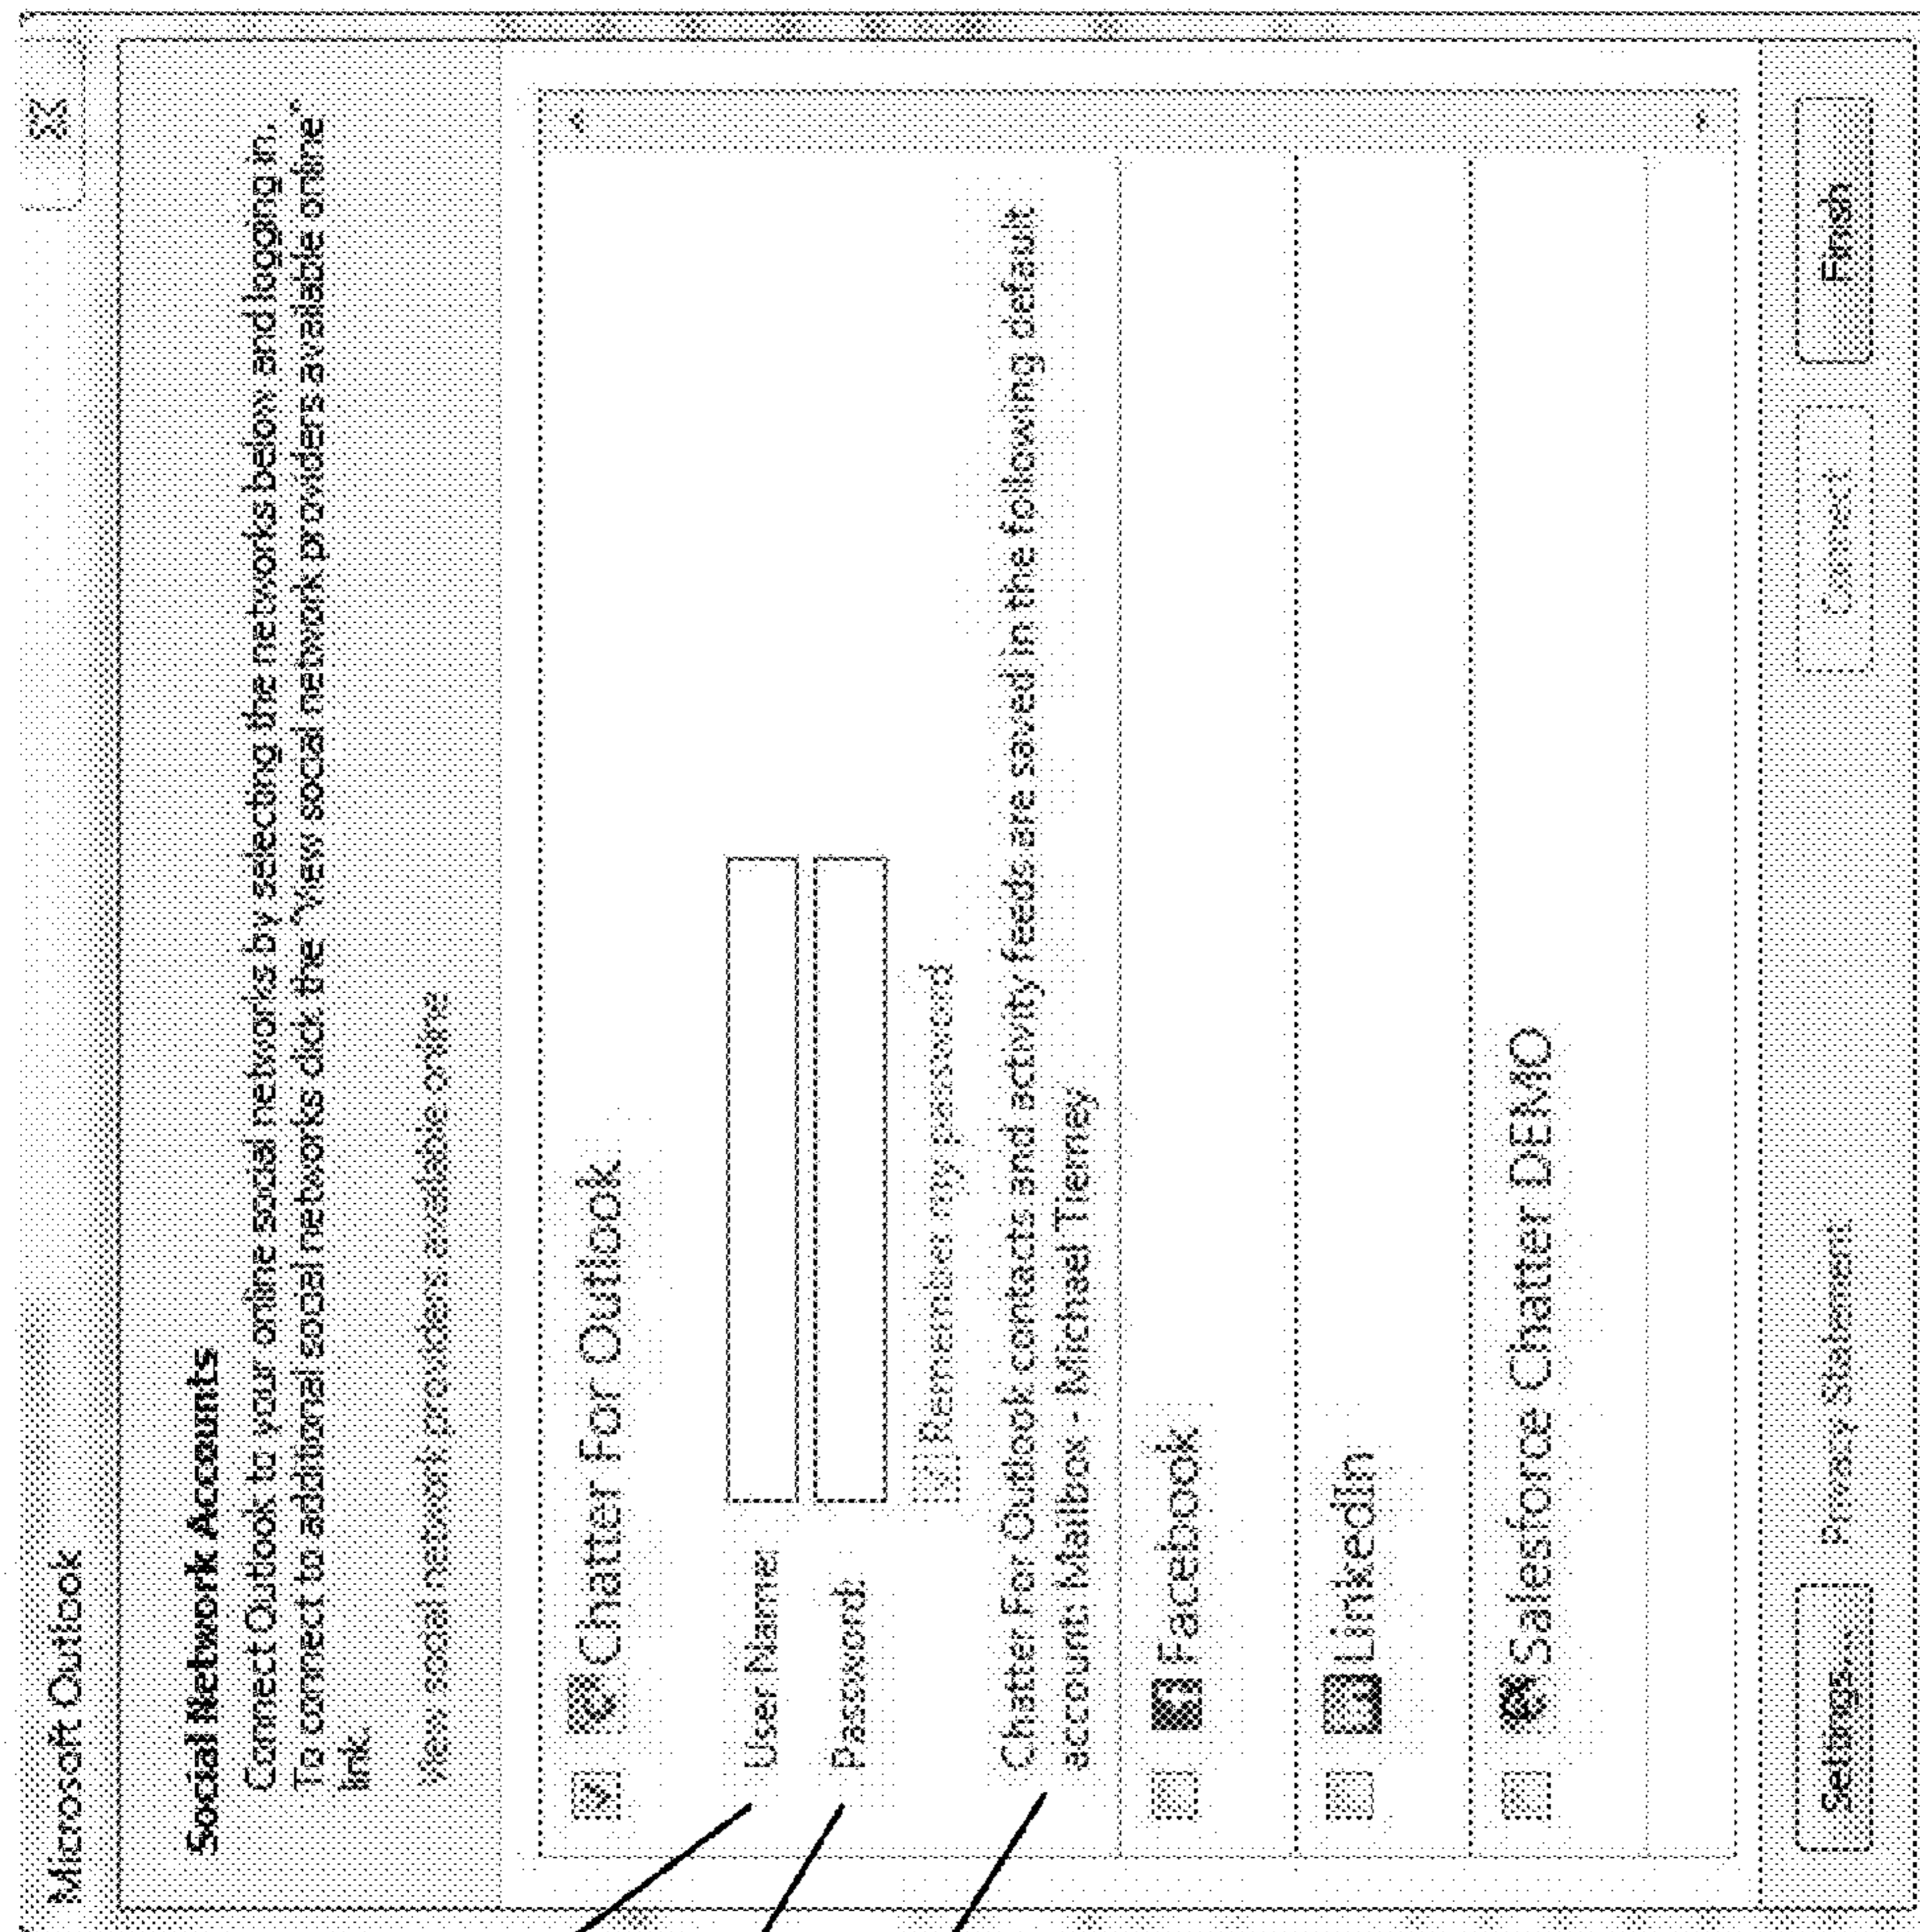 Microsoft Outlook
Social Network Accounts
Connect Outlook to your online social networks by selecting the networks below and logging in.
To connect to additional social networks click the "View social network providers available online"
link.
View social network providers available online
Chatter For Outlook
User Name:
Password:
Remember my password
Chatter For Outlook contacts and activity feeds are saved in the following default
account: Mailbox - Michael Tierney
Facebook
LinkedIn
Salesforce Chatter DEMO
Settings...
Privacy Statement
Connect
Finish